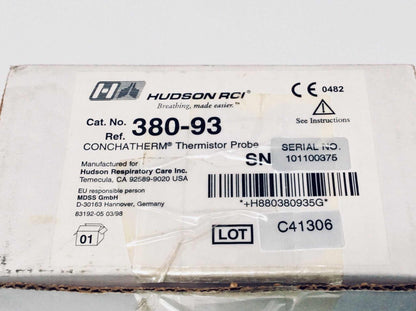 H HUDSON RCI®
Breathing, made easier.™
CE 0482
See Instructions
Cat. No.
Ref. 380-93
CONCHATHERM® Thermistor Probe
SN
SERIAL NO.
101100375
Manufactured for
Hudson Respiratory Care Inc.
Temecula, CA 92589-9020 USA
EU responsible person
MDSS GmbH
D-30163 Hannover, Germany
83192-05 03/98
*+H880380935G*
01
LOT
C41306